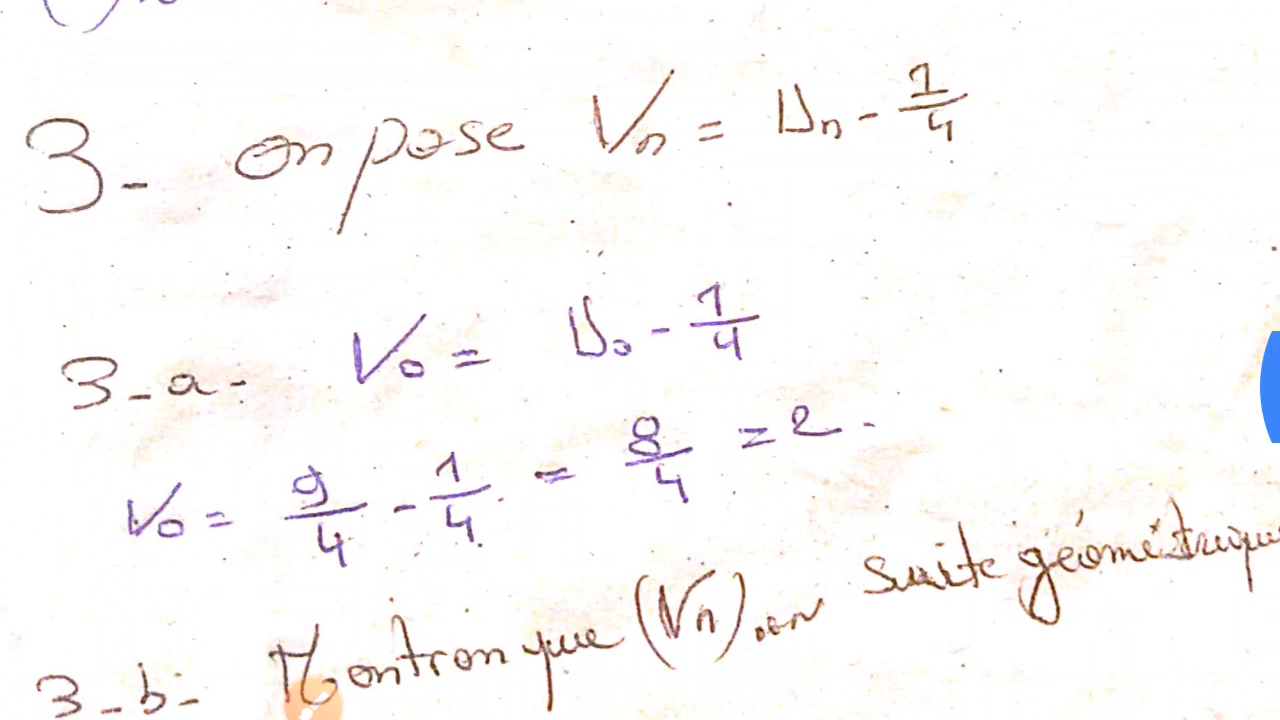 3- on pose Vn = Un - 1/4
3-a- V0 = U0 - 1/4
V0 = 9/4 - 1/4 = 8/4 = 2.
3-b- Montron que (Vn)n∈N suite géométrique